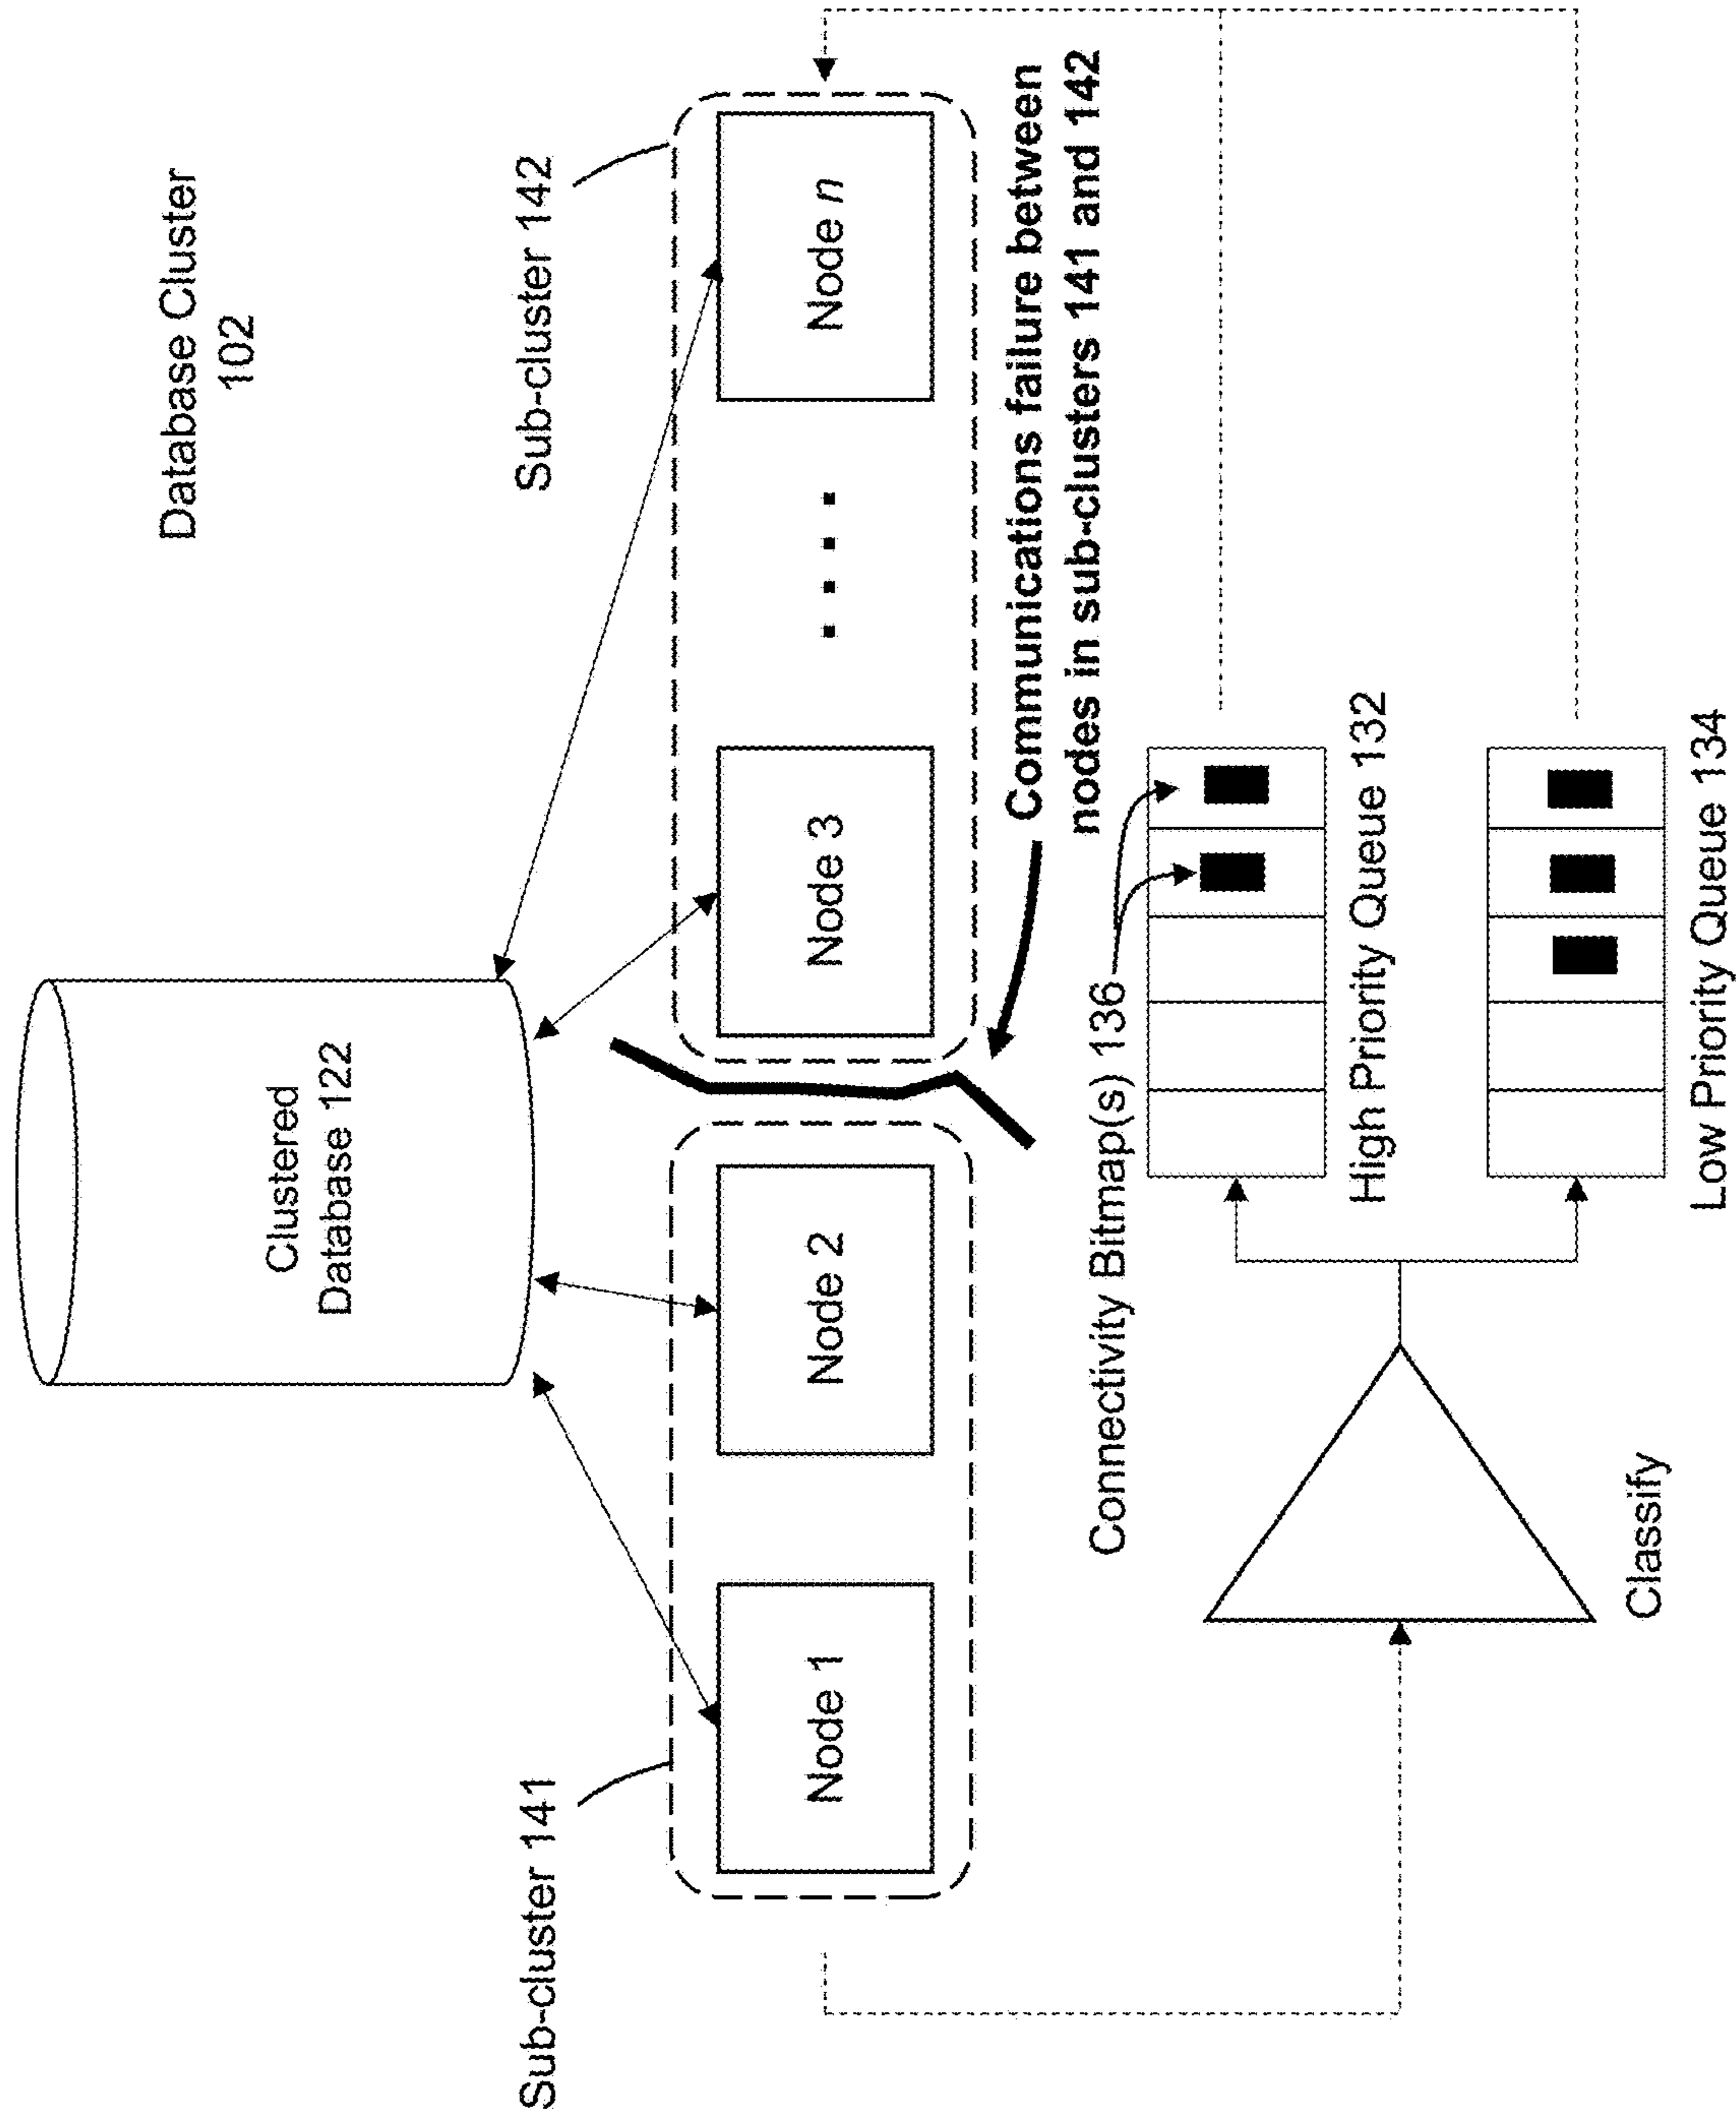 Database Cluster
102
Clustered
Database 122
Sub-cluster 141
Sub-cluster 142
Node 1
Node 2
Node 3
. . . .
Node n
Communications failure between
nodes in sub-clusters 141 and 142
Connectivity Bitmap(s) 136
High Priority Queue 132
Classify
Low Priority Queue 134